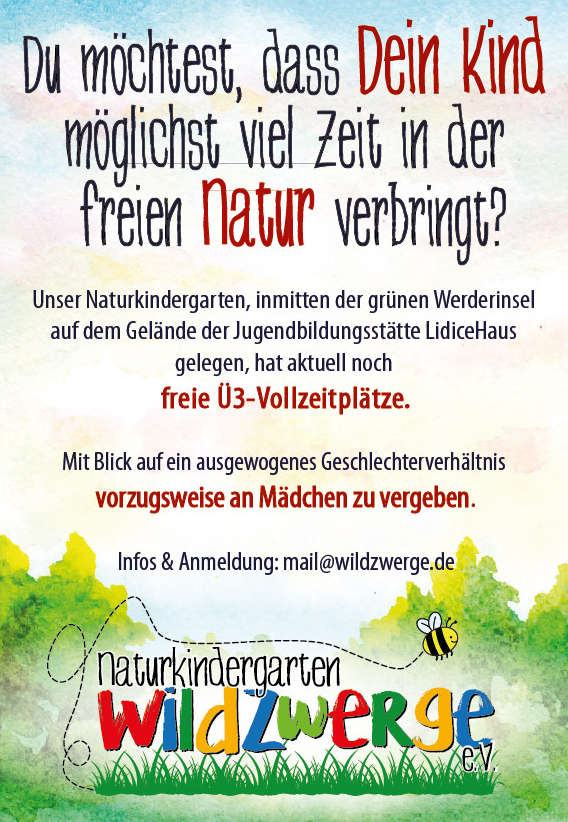 Du möchtest, dass Dein Kind
möglichst viel Zeit in der
freien Natur verbringt?
Unser Naturkindergarten, inmitten der grünen Werderinsel
auf dem Gelände der Jugendbildungsstätte LidiceHaus
gelegen, hat aktuell noch
freie Ü3-Vollzeitplätze.
Mit Blick auf ein ausgewogenes Geschlechterverhältnis
vorzugsweise an Mädchen zu vergeben.
Infos & Anmeldung: mail@wildzwerge.de
Naturkindergarten
Wildzwerge
e.V.